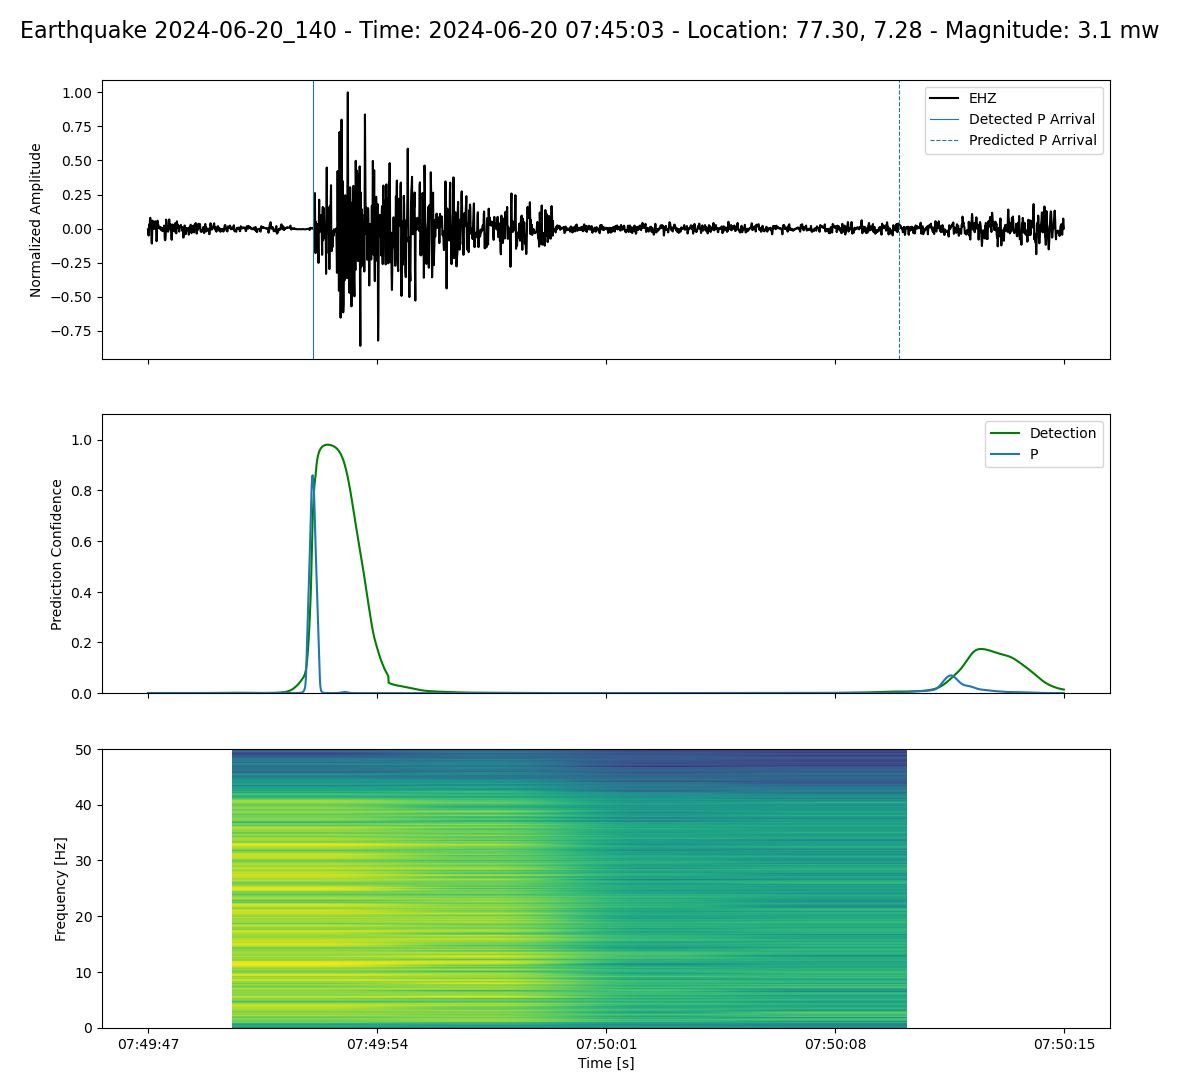 Earthquake 2024-06-20_140 - Time: 2024-06-20 07:45:03 - Location: 77.30, 7.28 - Magnitude: 3.1 mw
Normalized Amplitude
1.00
0.75
0.50
0.25
0.00
−0.25
−0.50
−0.75
EHZ
Detected P Arrival
Predicted P Arrival
Prediction Confidence
1.0
0.8
0.6
0.4
0.2
0.0
Detection
P
Frequency [Hz]
50
40
30
20
10
0
07:49:47
07:49:54
07:50:01
07:50:08
07:50:15
Time [s]